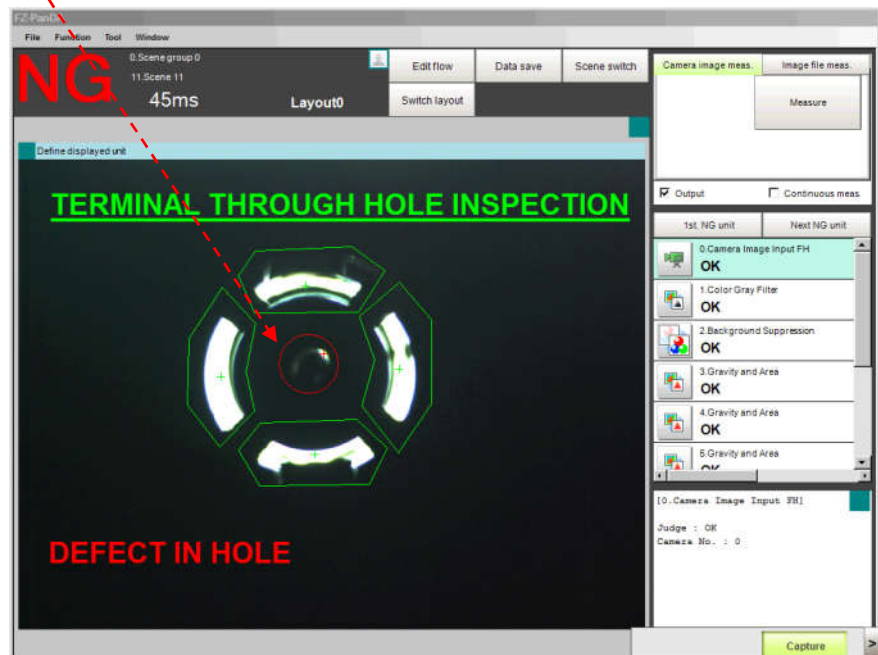 FZ-PanDA
File Function Tool Window
NG
0.Scene group 0
11.Scene 11
45ms
Layout0
Edit flow
Data save
Scene switch
Switch layout
Camera image meas.
Image file meas.
Measure
Define displayed unit
Output
Continuous meas.
TERMINAL THROUGH HOLE INSPECTION
1st. NG unit
Next NG unit
0.Camera Image Input FH
OK
1.Color Gray Filter
OK
2.Background Suppression
OK
3.Gravity and Area
OK
4.Gravity and Area
OK
5.Gravity and Area
OK
[0.Camera Image Input FH]
Judge : OK
Camera No. : 0
DEFECT IN HOLE
Capture
>